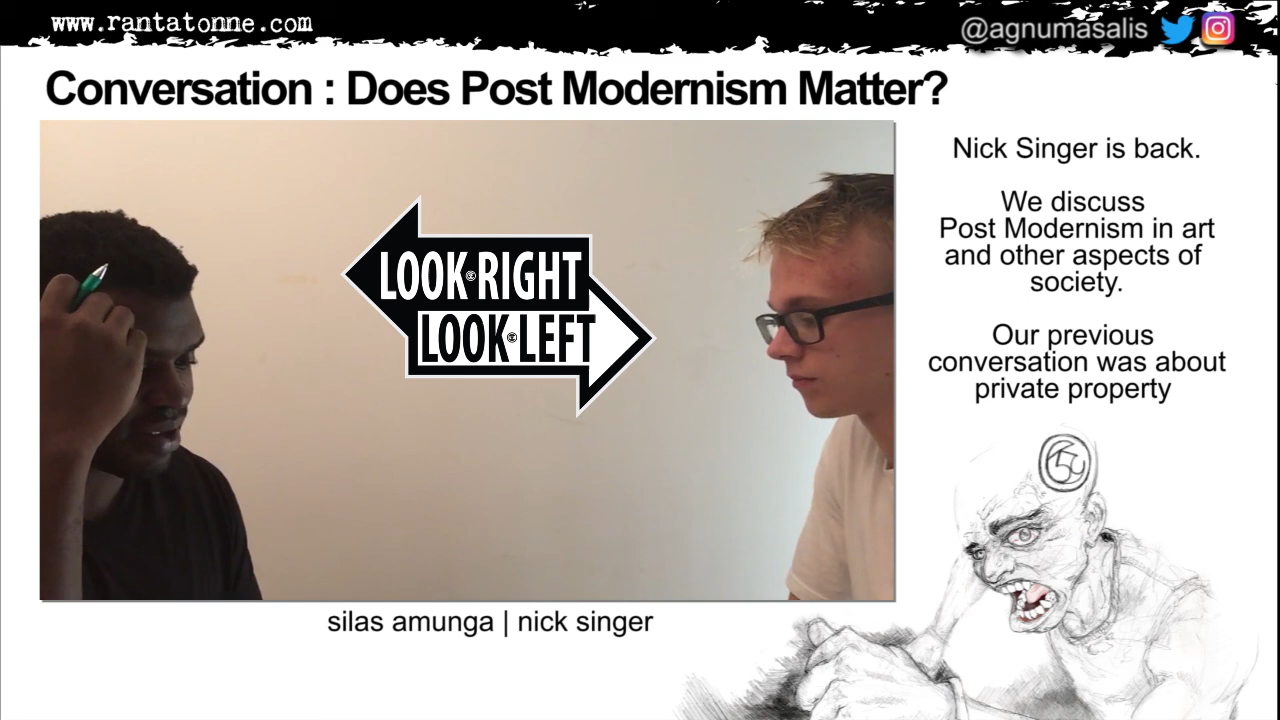 www.rantatonne.com
@agnumasalis
Conversation : Does Post Modernism Matter?
LOOK RIGHT
LOOK LEFT
Nick Singer is back.
We discuss
Post Modernism in art
and other aspects of
society.
Our previous
conversation was about
private property
silas amunga | nick singer